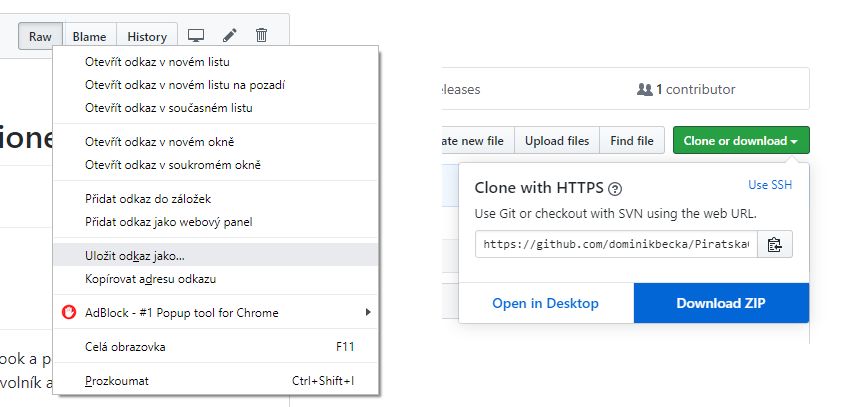 Raw Blame History
Otevřít odkaz v novém listu
Otevřít odkaz v novém listu na pozadí
Otevřít odkaz v současném listu
Otevřít odkaz v novém okně
Otevřít odkaz v soukromém okně
Přidat odkaz do záložek
Přidat odkaz jako webový panel
Uložit odkaz jako...
Kopírovat adresu odkazu
AdBlock - #1 Popup tool for Chrome
Celá obrazovka F11
Prozkoumat Ctrl+Shift+I
ione
ook a p
volník a
eleases 1 contributor
ate new file Upload files Find file Clone or download
Clone with HTTPS Use SSH
Use Git or checkout with SVN using the web URL.
https://github.com/dominikbecka/Piratska
Open in Desktop Download ZIP